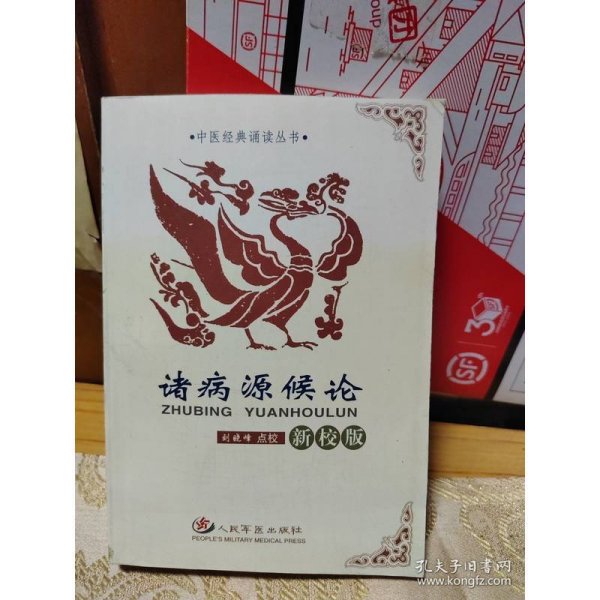 •中医经典诵读丛书•
诸病源候论
ZHUBING YUANHOULUN
刘晓峰 点校 新校版
人民军医出版社
PEOPLE'S MILITARY MEDICAL PRESS
孔夫子旧书网
www.kongfz.com